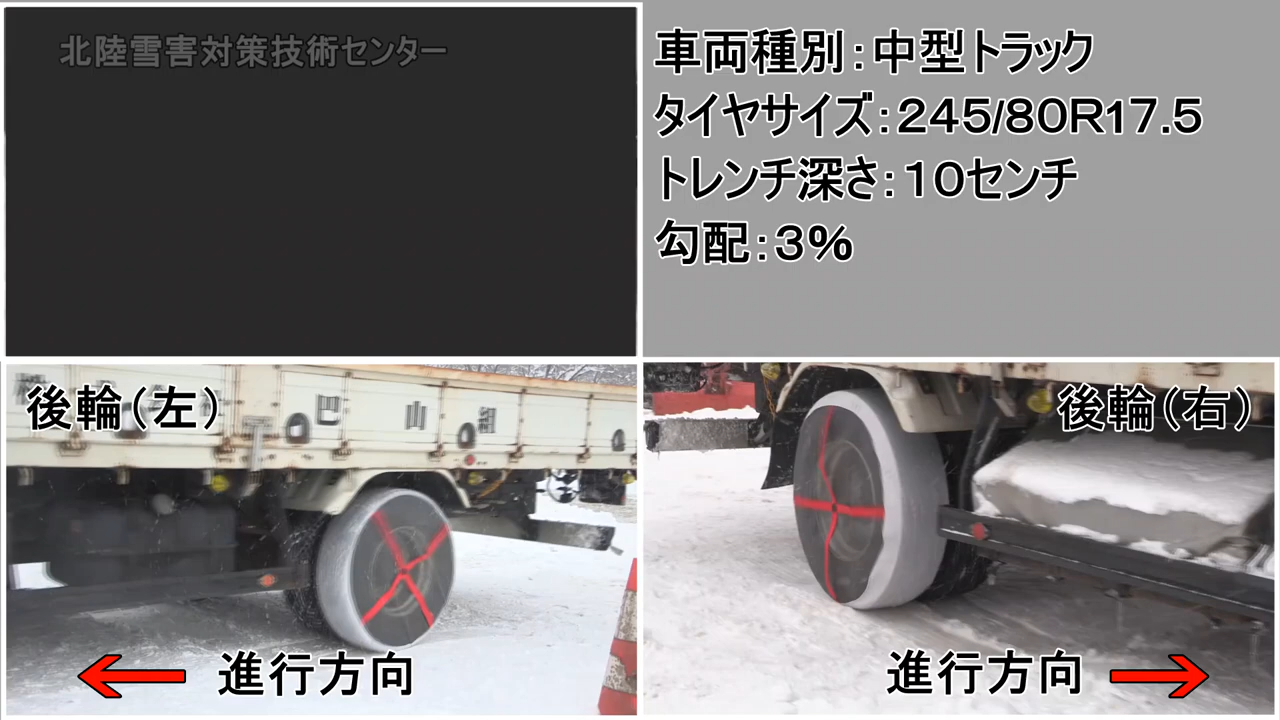 北陸雪害対策技術センター
車両種別：中型トラック
タイヤサイズ：245/80R17.5
トレンチ深さ：10センチ
勾配：3％
後輪（左）
後輪（右）
進行方向
進行方向